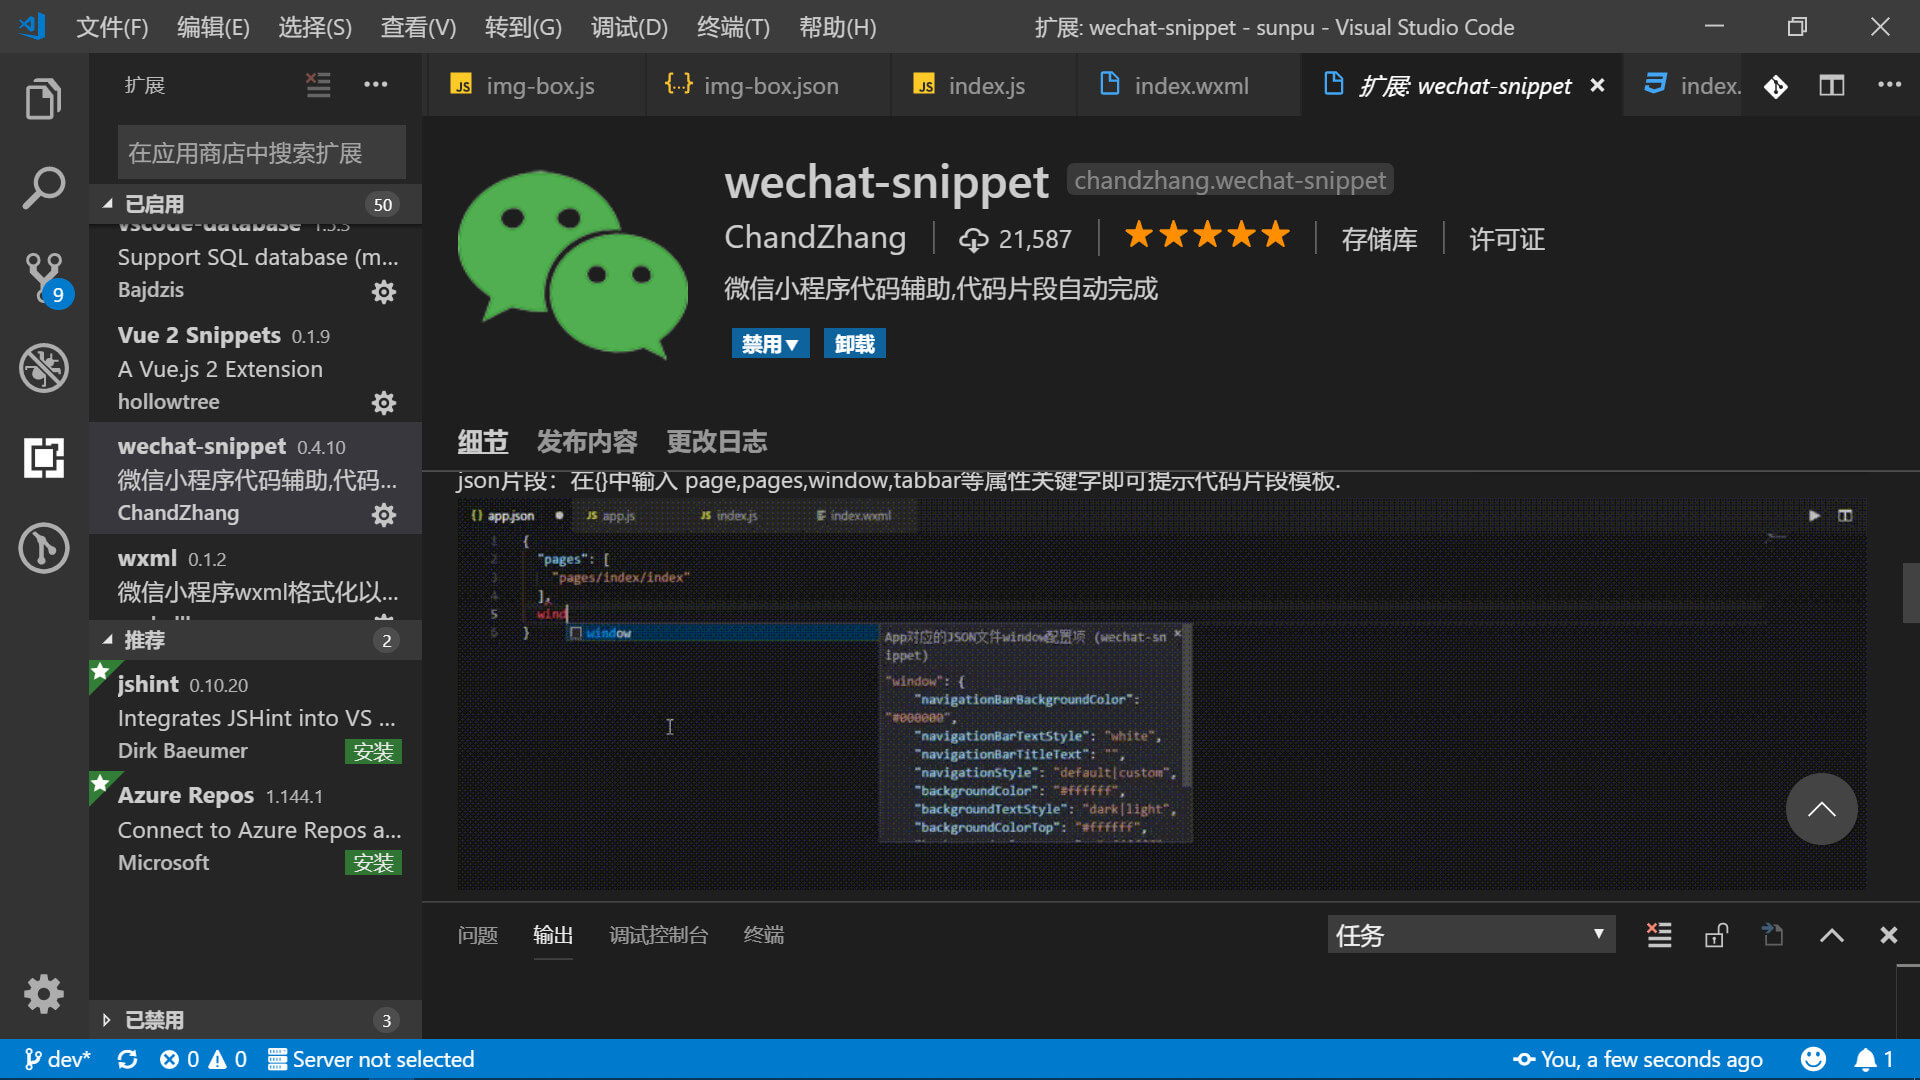 文件(F) 编辑(E) 选择(S) 查看(V) 转到(G) 调试(D) 终端(T) 帮助(H) 扩展: wechat-snippet - sunpu - Visual Studio Code
扩展
img-box.js img-box.json index.js index.wxml 扩展: wechat-snippet index.
在应用商店中搜索扩展
已启用 50
vscode-database 1.5.3
Support SQL database (m...
Bajdzis
Vue 2 Snippets 0.1.9
A Vue.js 2 Extension
hollowtree
wechat-snippet 0.4.10
微信小程序代码辅助,代码...
ChandZhang
wxml 0.1.2
微信小程序wxml格式化以...
推荐 2
jshint 0.10.20
Integrates JSHint into VS ...
Dirk Baeumer 安装
Azure Repos 1.144.1
Connect to Azure Repos a...
Microsoft 安装
已禁用 3
9
wechat-snippet chandzhang.wechat-snippet
ChandZhang 21,587 存储库 许可证
微信小程序代码辅助,代码片段自动完成
禁用 卸载
细节 发布内容 更改日志
json片段：在{}中输入 page,pages,window,tabbar等属性关键字即可提示代码片段模板.
{} app.json JS app.js JS index.js index.wxml
1 {
2 "pages": [
3 "pages/index/index"
4 ],
5 wind
6 }
window
App对应的JSON文件window配置项 (wechat-sn
ippet)
"window": {
"navigationBarBackgroundColor":
"#000000",
"navigationBarTextStyle": "white",
"navigationBarTitleText": "",
"navigationStyle": "default|custom",
"backgroundColor": "#ffffff",
"backgroundTextStyle": "dark|light",
"backgroundColorTop": "#ffffff",
问题 输出 调试控制台 终端 任务
dev* 0 0 Server not selected You, a few seconds ago 1